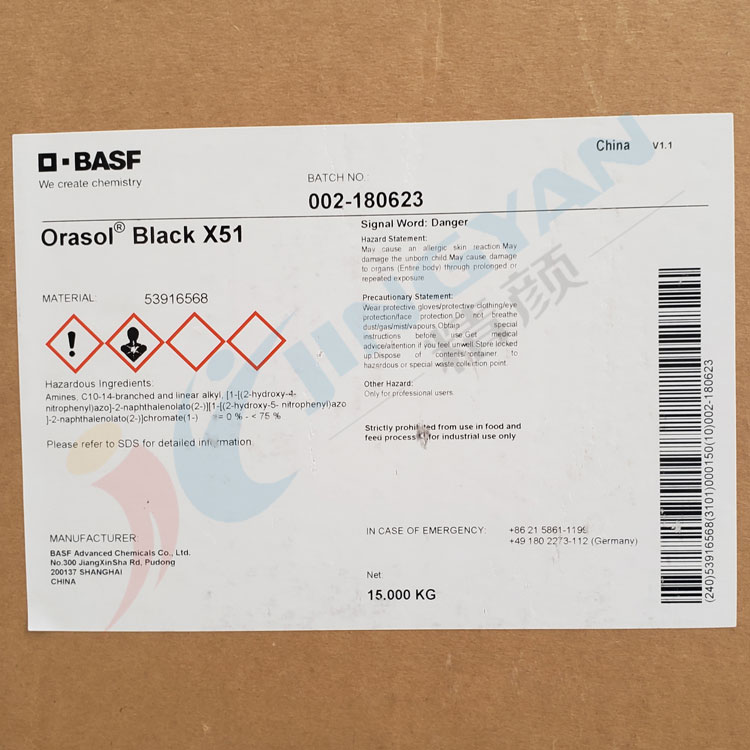 BASF
We create chemistry
China V1.1
BATCH NO.:
002-180623
Orasol® Black X51
MATERIAL: 53916568
Hazardous Ingredients:
Amines, C10-14-branched and linear alkyl, [1-[(2-hydroxy-4-
nitrophenyl)azo]-2-naphthalenolato(2-)][1-[(2-hydroxy-5- nitrophenyl)azo
]-2-naphthalenolato(2-)]chromate(1-) >= 0 % - < 75 %
Please refer to SDS for detailed information.
MANUFACTURER:
BASF Advanced Chemicals Co., Ltd.
No.300 JiangXinSha Rd, Pudong
200137 SHANGHAI
CHINA
Signal Word: Danger
Hazard Statement:
May cause an allergic skin reaction.May
damage the unborn child.May cause damage
to organs (Entire body) through prolonged or
repeated exposure.
Precautionary Statement:
Wear protective gloves/protective clothing/eye
protection/face protection.Do not breathe
dust/gas/mist/vapours.Obtain special
instructions before use.Get medical
advice/attention if you feel unwell.Store locked
up.Dispose of contents/container to
hazardous or special waste collection point.
Other Hazard:
Only for professional users.
Strictly prohibited from use in food and
feed process for industrial use only
IN CASE OF EMERGENCY: +86 21 5861-1199
+49 180 2273-112 (Germany)
Net:
15.000 KG
(240)53916568(3101)000150(10)002-180623
JINGYAN
精颜